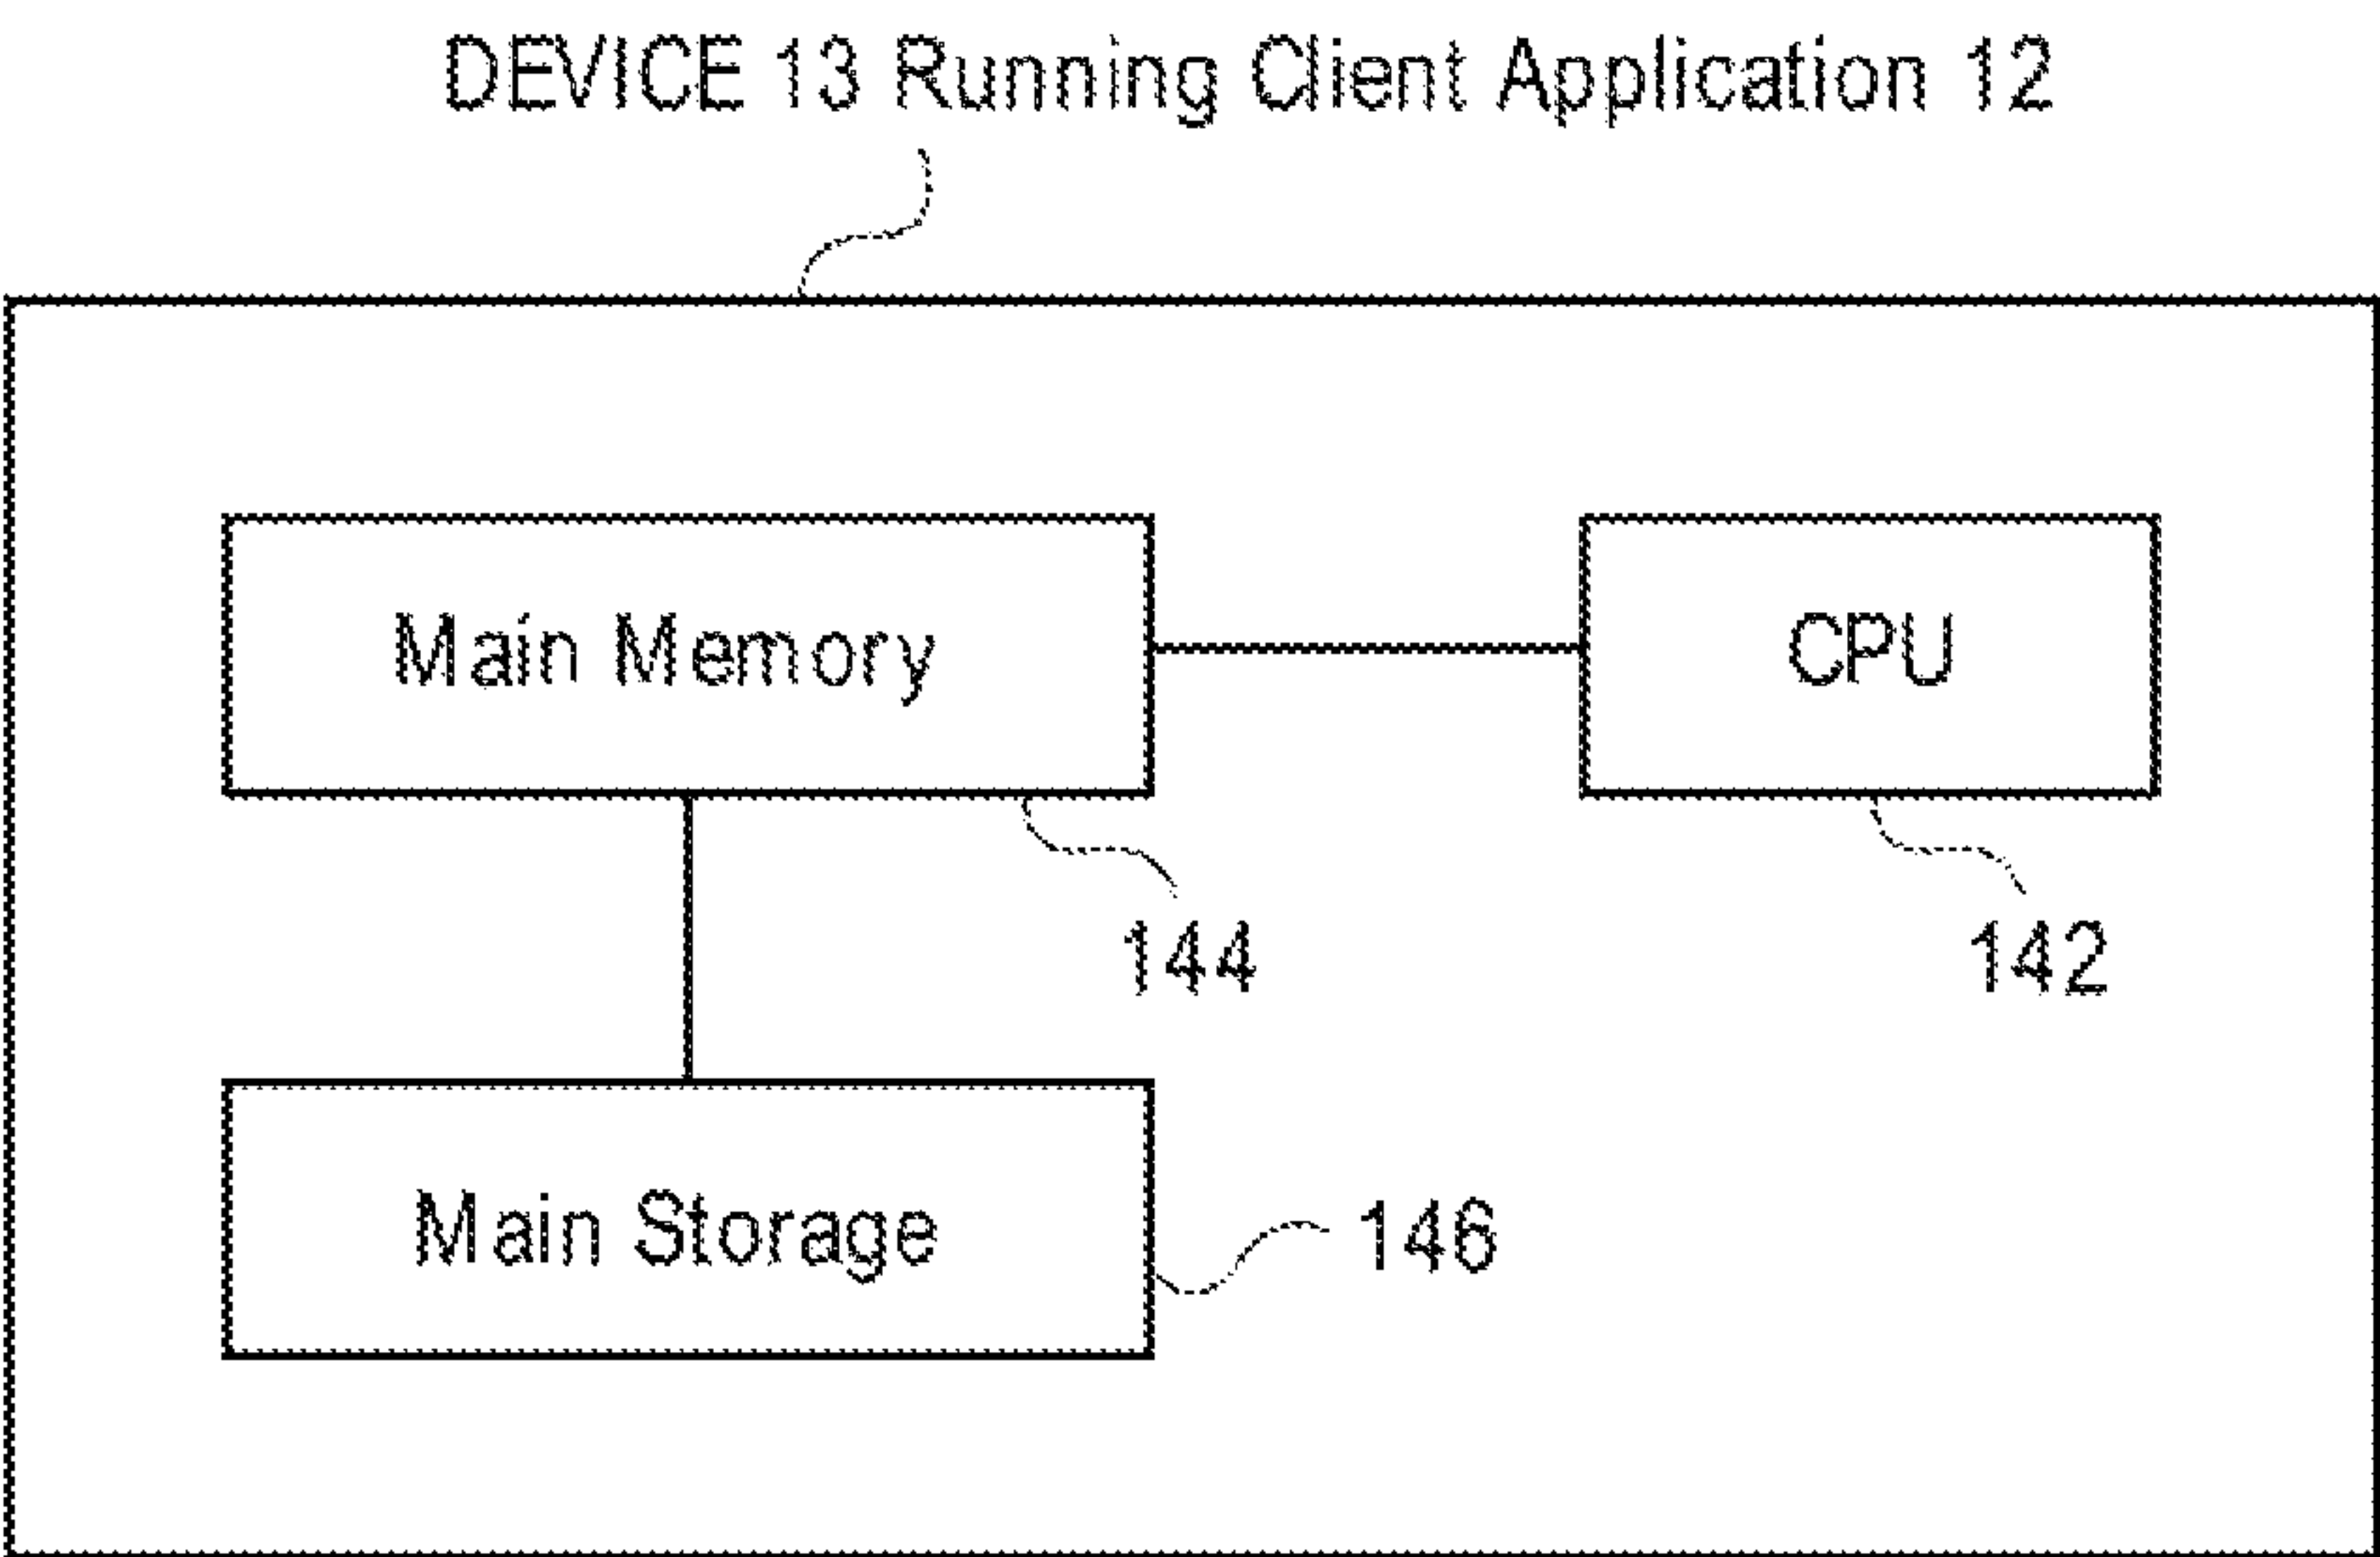 DEVICE 13 Running Client Application 12
Main Memory
CPU
144
142
Main Storage
146